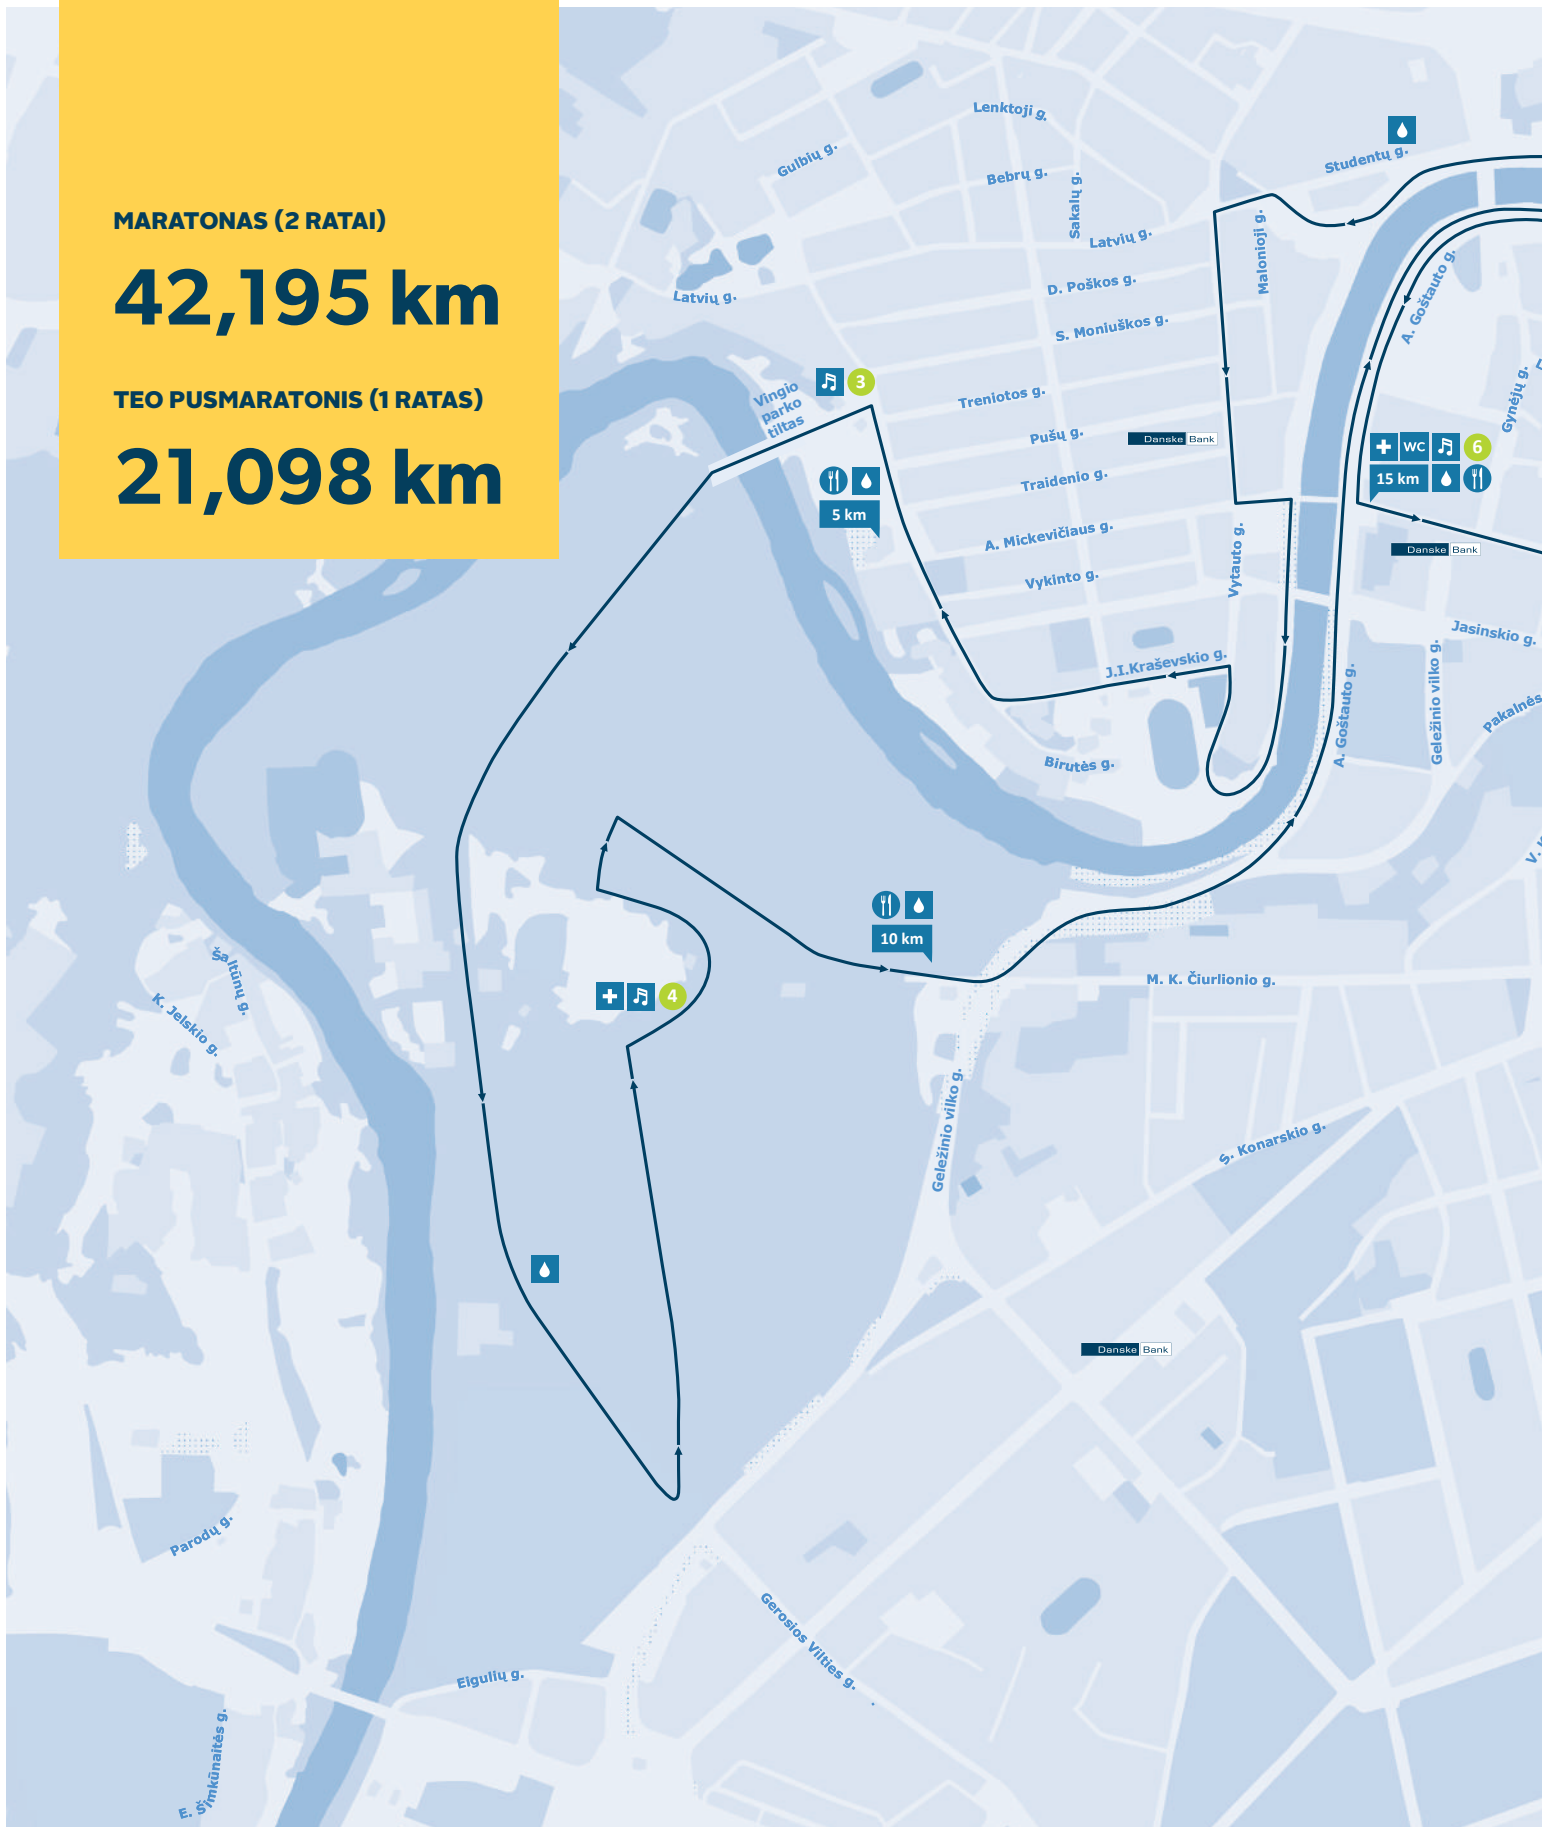 MARATONAS (2 RATAI)
42,195 km
TEO PUSMARATONIS (1 RATAS)
21,098 km
Lenktoji g.
Gulbių g.
Bebrų g.
Sakalų g.
Studentų g.
Latvių g.
Malonioji g.
Latvių g.
D. Poškos g.
S. Moniuškos g.
A. Goštauto g.
Vingio
parko
tiltas
3
Treniotos g.
Gynėjų g.
Pušų g.
Danske Bank
WC
6
15 km
Traidenio g.
5 km
A. Mickevičiaus g.
Danske Bank
Vykinto g.
Vytauto g.
Jasinskio g.
J.I.Kraševskio g.
A. Goštauto g.
Geležinio vilko g.
Pakalnės
Birutės g.
10 km
Šaltūnų g.
K. Jelskio g.
4
M. K. Čiurlionio g.
Geležinio vilko g.
S. Konarskio g.
Danske Bank
Parodų g.
Gerosios Vilties g.
Eigulių g.
E. Šimkūnaitės g.